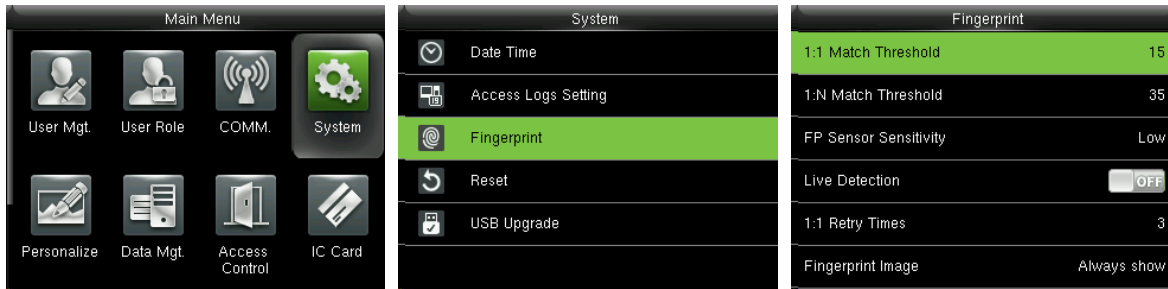 Main Menu
User Mgt.
User Role
COMM.
System
Personalize
Data Mgt.
Access
Control
IC Card
System
Date Time
19
Access Logs Setting
Fingerprint
Reset
USB Upgrade
Fingerprint
1:1 Match Threshold 15
1:N Match Threshold 35
FP Sensor Sensitivity Low
Live Detection OFF
1:1 Retry Times 3
Fingerprint Image Always show